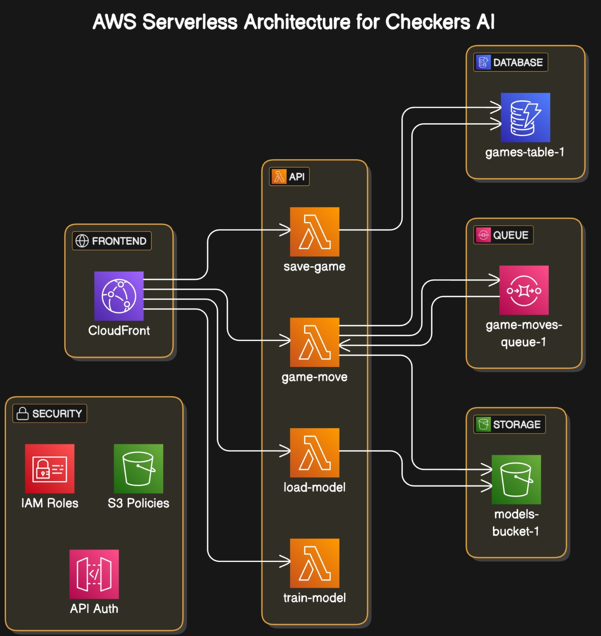 AWS Serverless Architecture for Checkers AI
DATABASE
games-table-1
API
FRONTEND
save-game
QUEUE
CloudFront
game-moves-
queue-1
game-move
SECURITY
STORAGE
IAM Roles
S3 Policies
load-model
models-
bucket-1
API Auth
train-model